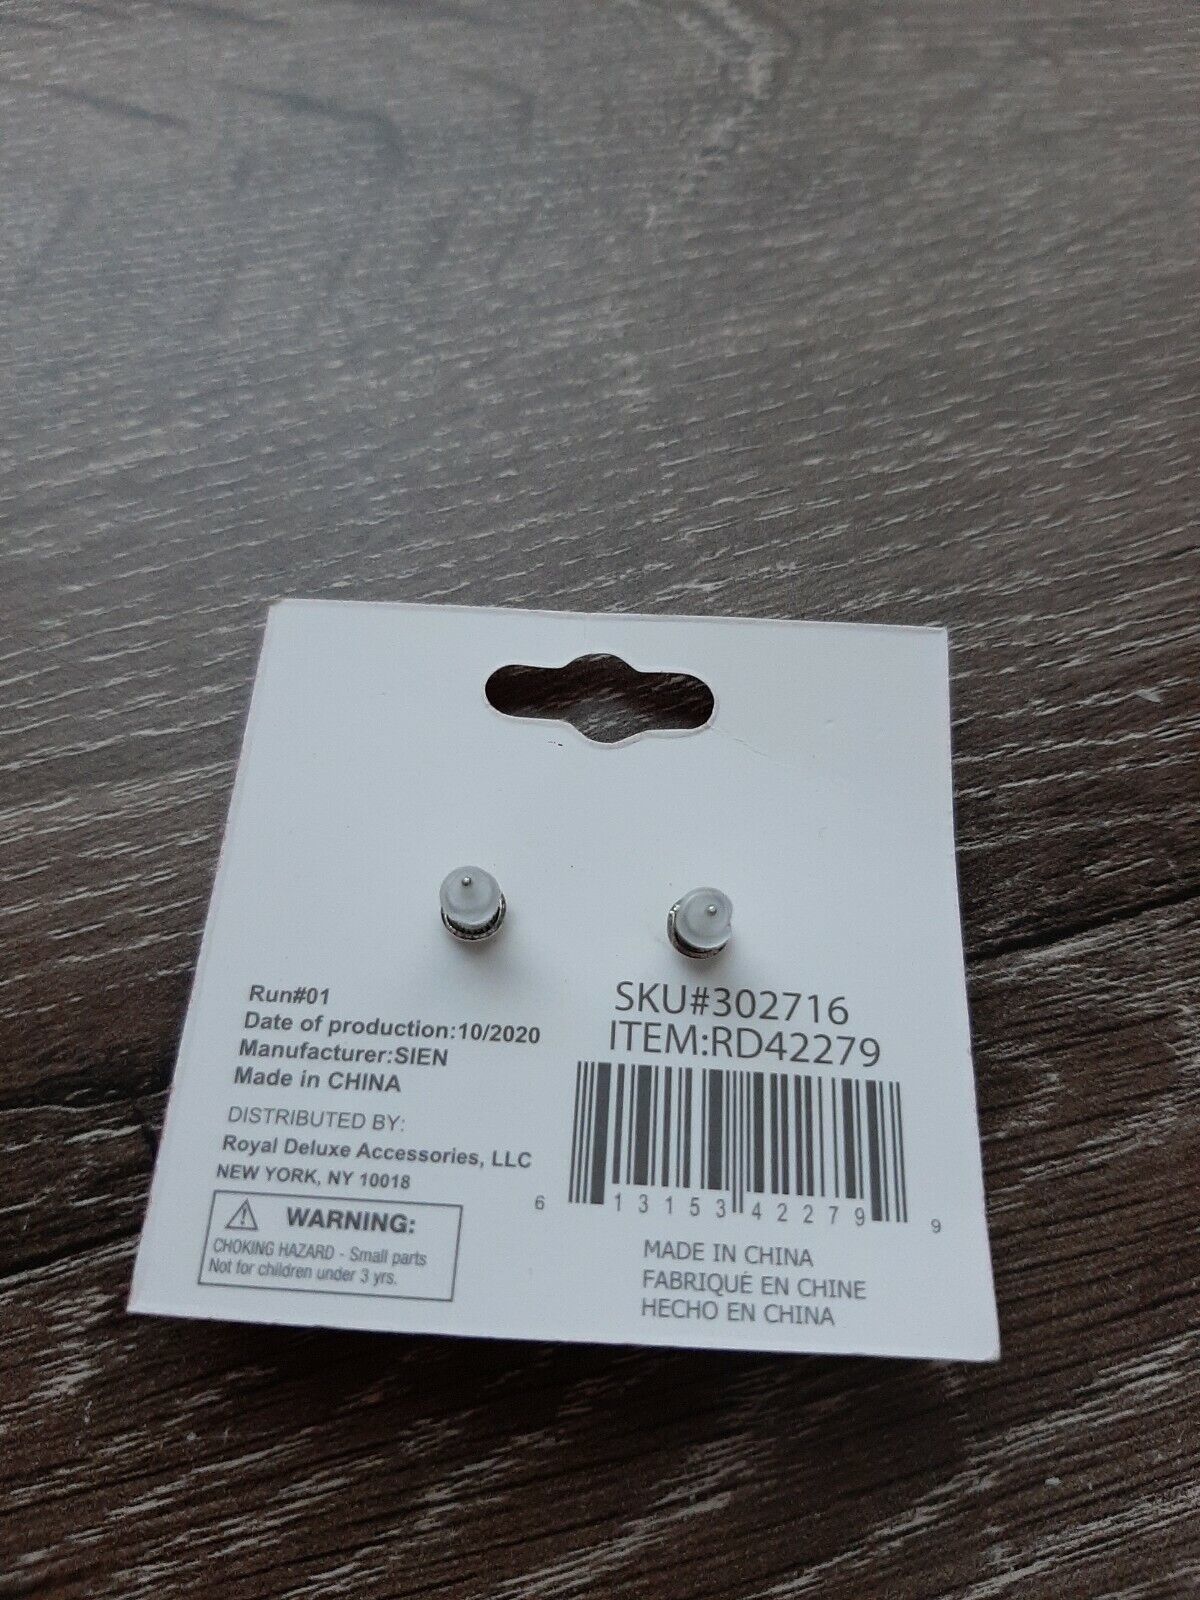 Run#01
Date of production:10/2020
Manufacturer:SIEN
Made in CHINA
DISTRIBUTED BY:
Royal Deluxe Accessories, LLC
NEW YORK, NY 10018
WARNING:
CHOKING HAZARD - Small parts
Not for children under 3 yrs.
SKU#302716
ITEM:RD42279
6 13153 42279 9
MADE IN CHINA
FABRIQUÉ EN CHINE
HECHO EN CHINA